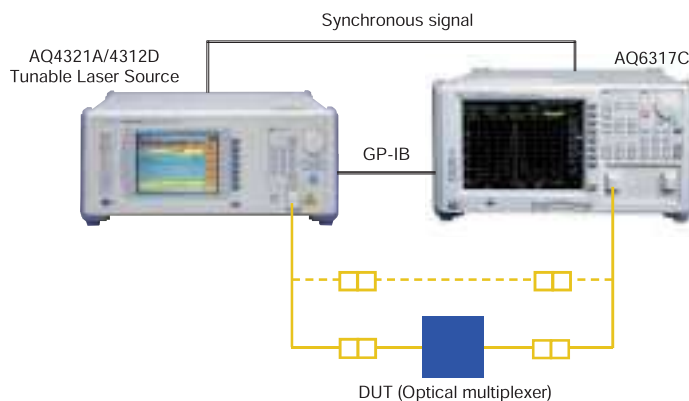 Synchronous signal
AQ4321A/4312D
Tunable Laser Source
AQ6317C
GP-IB
DUT (Optical multiplexer)